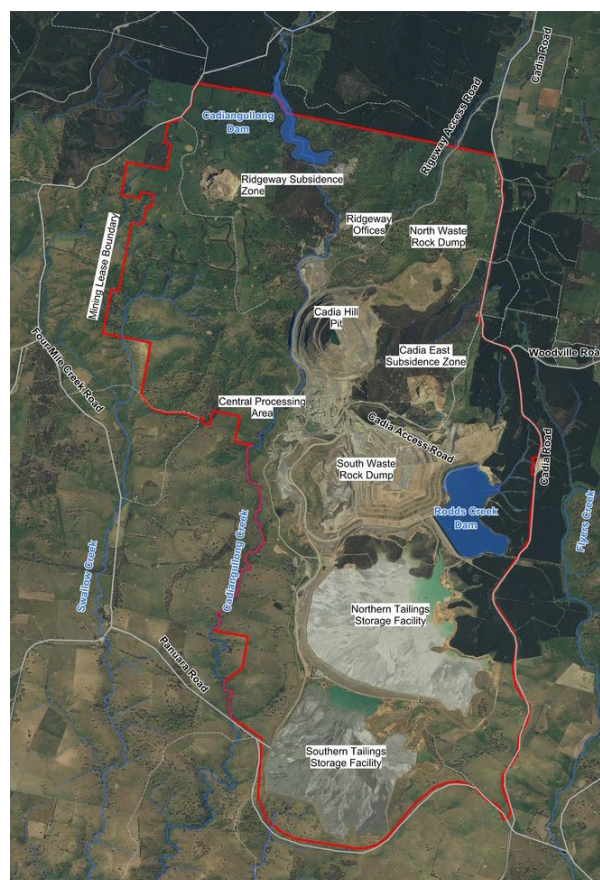 Cadia Road
Cadiangullong
Dam
Ridgeway Access Road
Ridgeway Subsidence
Zone
Ridgeway
Offices
North Waste
Rock Dump
Mining Lease Boundary
Cadia Hill
Pit
Four Mile Creek Road
Cadia East
Subsidence Zone
Woodville Roa
Central Processing
Area
Cadia Access Road
Cadia Road
South Waste
Rock Dump
Rodds Creek
Dam
Flyers Creek
Swallow Creek
Cadiangullong Creek
Northern Tailings
Storage Facility
Panuara Road
Southern Tailings
Storage Facility